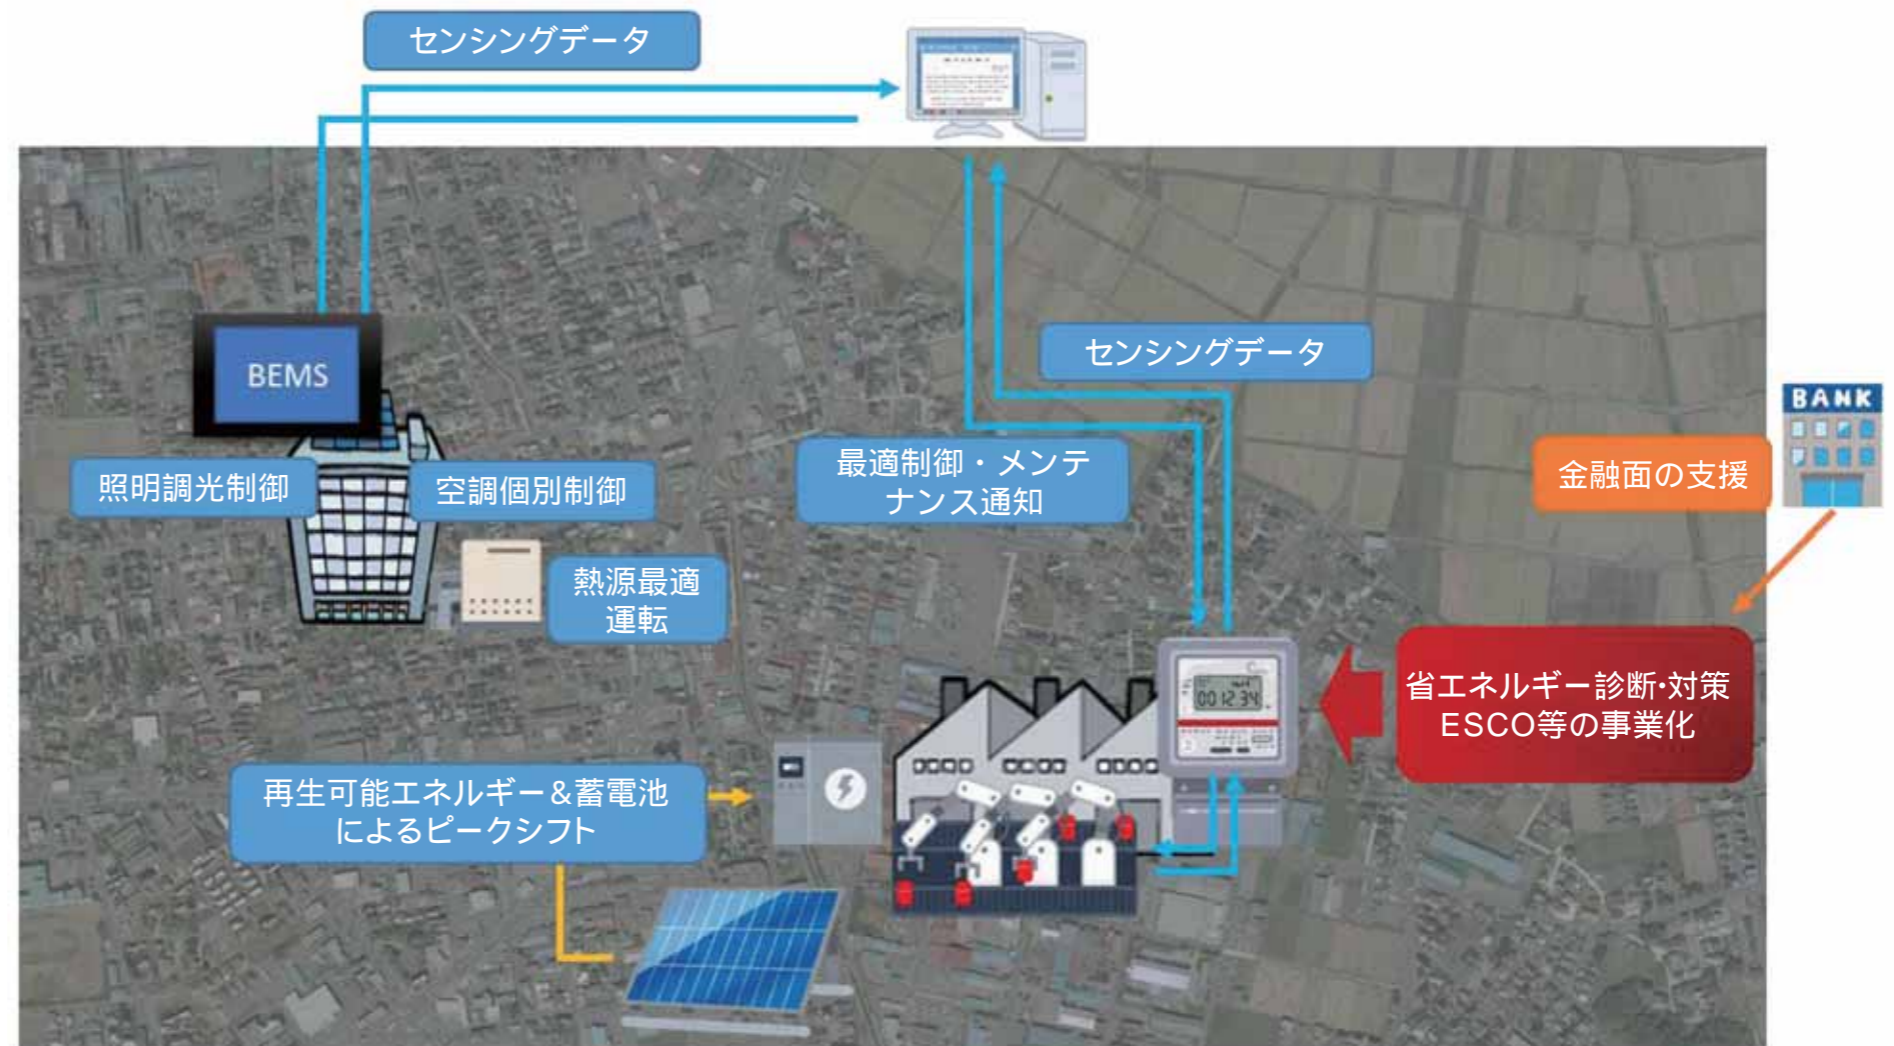 センシングデータ
BEMS
センシングデータ
BANK
照明調光制御
空調個別制御
最適制御・メンテ
ナンス通知
金融面の支援
熱源最適
運転
省エネルギー診断・対策
ESCO等の事業化
001234
再生可能エネルギー＆蓄電池
によるピークシフト